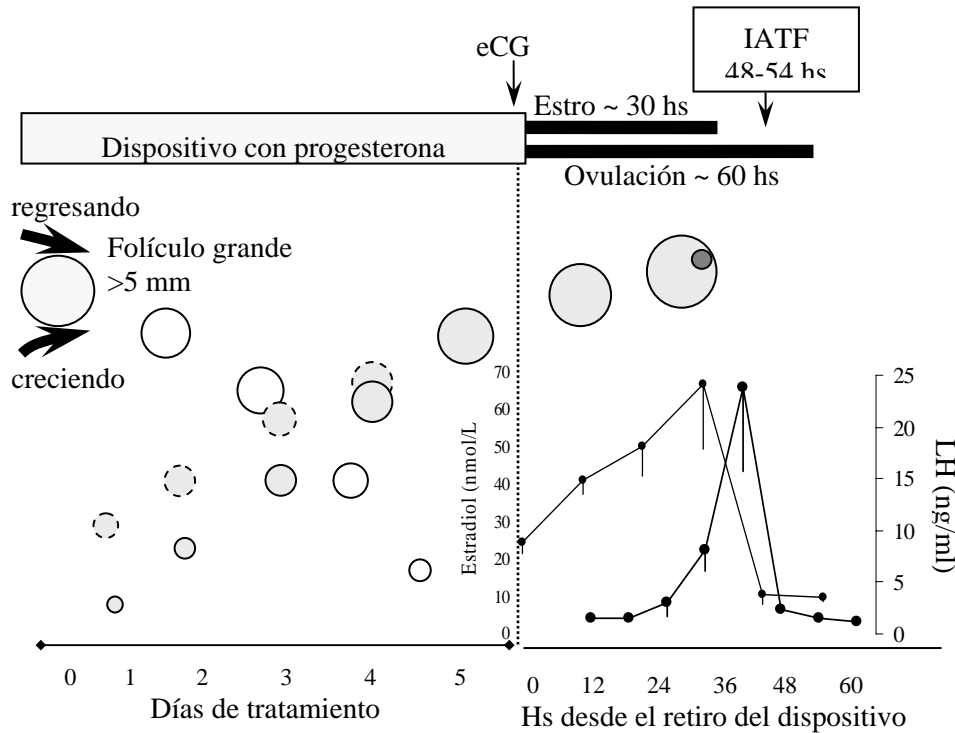 eCG
IATF
48-54 hs
Estro ~ 30 hs
Dispositivo con progesterona
Ovulación ~ 60 hs
regresando
Folículo grande
>5 mm
creciendo
Estradiol (nmol/L
70
60
50
40
30
20
10
0
25
20
15
10
5
0
LH (ng/ml)
0 1 2 3 4 5
Días de tratamiento
0 12 24 36 48 60
Hs desde el retiro del dispositivo